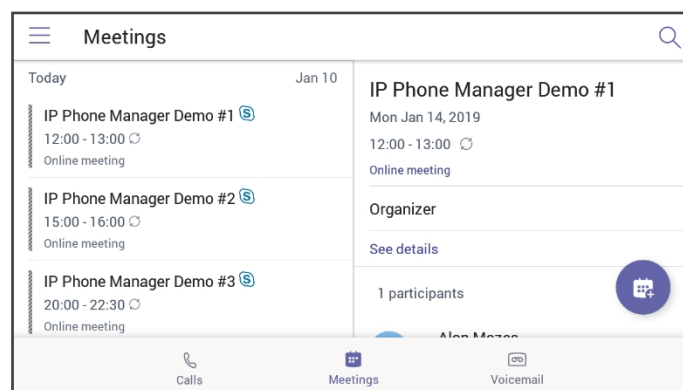 Meetings
Today Jan 10
IP Phone Manager Demo #1
12:00 - 13:00
Online meeting
IP Phone Manager Demo #2
15:00 - 16:00
Online meeting
IP Phone Manager Demo #3
20:00 - 22:30
Online meeting
IP Phone Manager Demo #1
Mon Jan 14, 2019
12:00 - 13:00
Online meeting
Organizer
See details
1 participants
Calls
Meetings
Voicemail